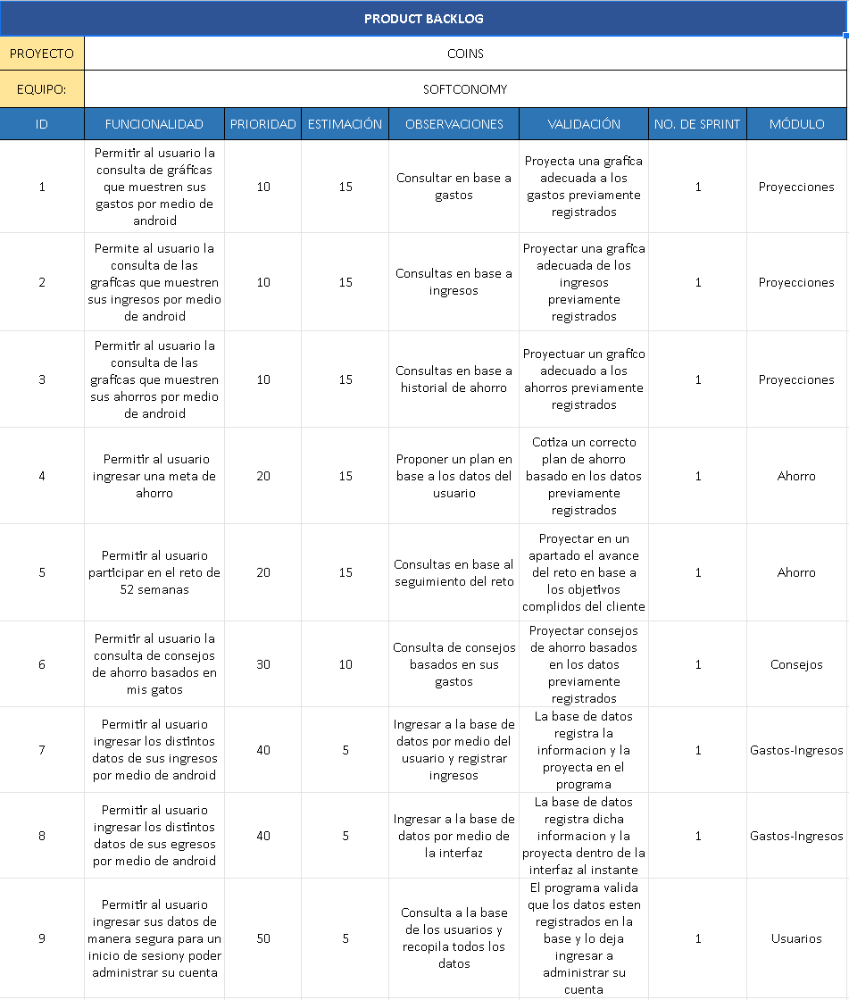 PRODUCT BACKLOG
PROYECTO COINS
EQUIPO: SOFTCONOMY
ID FUNCIONALIDAD PRIORIDAD ESTIMACIÓN OBSERVACIONES VALIDACIÓN NO. DE SPRINT MÓDULO
1
Permitir al usuario la
consulta de gráficas
que muestren sus
gastos por medio de
android
10
15
Consultar en base a
gastos
Proyecta una grafica
adecuada a los
gastos previamente
registrados
1
Proyecciones
2
Permite al usuario la
consulta de las
graficas que muestren
sus ingresos por medio
de android
10
15
Consultas en base a
ingresos
Proyectar una grafica
adecuada de los
ingresos
previamente
registrados
1
Proyecciones
3
Permitir al usuario la
consulta de las
graficas que muestren
sus ahorros por medio
de android
10
15
Consultas en base a
historial de ahorro
Proyectuar un grafico
adecuado a los
ahorros previamente
registrados
1
Proyecciones
4
Permitir al usuario
ingresar una meta de
ahorro
20
15
Proponer un plan en
base a los datos del
usuario
Cotiza un correcto
plan de ahorro
basado en los datos
previamente
registrados
1
Ahorro
5
Permitir al usuario
participar en el reto de
52 semanas
20
15
Consultas en base al
seguimiento del reto
Proyectar en un
apartado el avance
del reto en base a
los objetivos
complidos del cliente
1
Ahorro
6
Permitir al usuario la
consulta de consejos
de ahorro basados en
mis gatos
30
10
Consulta de consejos
basados en sus
gastos
Proyectar consejos
de ahorro basados
en los datos
previamente
registrados
1
Consejos
7
Permitir al usuario
ingresar los distintos
datos de sus ingresos
por medio de android
40
5
Ingresar a la base de
datos por medio del
usuario y registrar
ingresos
La base de datos
registra la
informacion y la
proyecta en el
programa
1
Gastos-Ingresos
8
Permitir al usuario
ingresar los distintos
datos de sus egresos
por medio de android
40
5
Ingresar a la base de
datos por medio de
la interfaz
La base de datos
registra dicha
informacion y la
proyecta dentro de la
interfaz al instante
1
Gastos-Ingresos
9
Permitir al usuario
ingresar sus datos de
manera segura para un
inicio de sesiony poder
administrar su cuenta
50
5
Consulta a la base
de los usuarios y
recopila todos los
datos
El programa valida
que los datos esten
registrados en la
base y lo deja
ingresar a
administrar su
cuenta
1
Usuarios